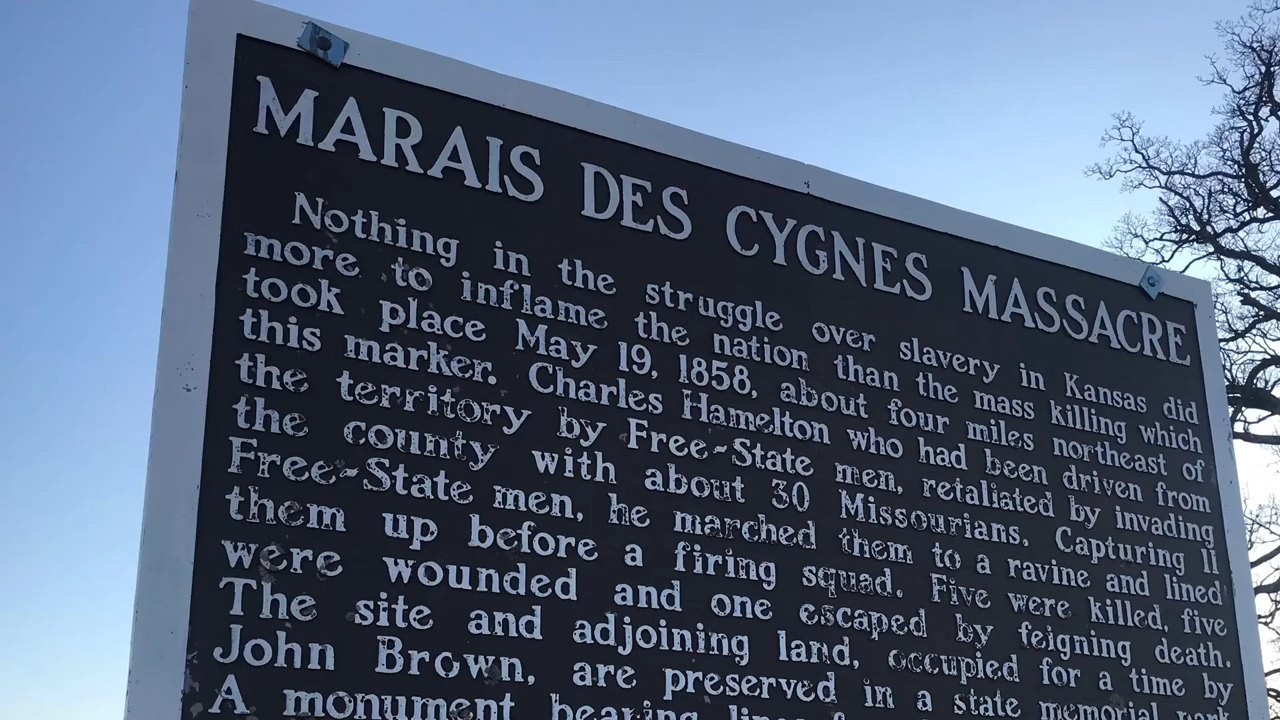 MARAIS DES CYGNES MASSACRE
Nothing in the struggle over slavery in Kansas did
more to inflame the nation than the mass killing which
took place May 19, 1858, about four miles northeast of
this marker. Charles Hamelton who had been driven from
the territory by Free-State men, retaliated by invading
the county with about 30 Missourians. Capturing 11
Free-State men, he marched them to a ravine and lined
them up before a firing squad. Five were killed, five
were wounded and one escaped by feigning death.
The site and adjoining land, occupied for a time by
John Brown, are preserved in a state memorial park
A monument bearing lines